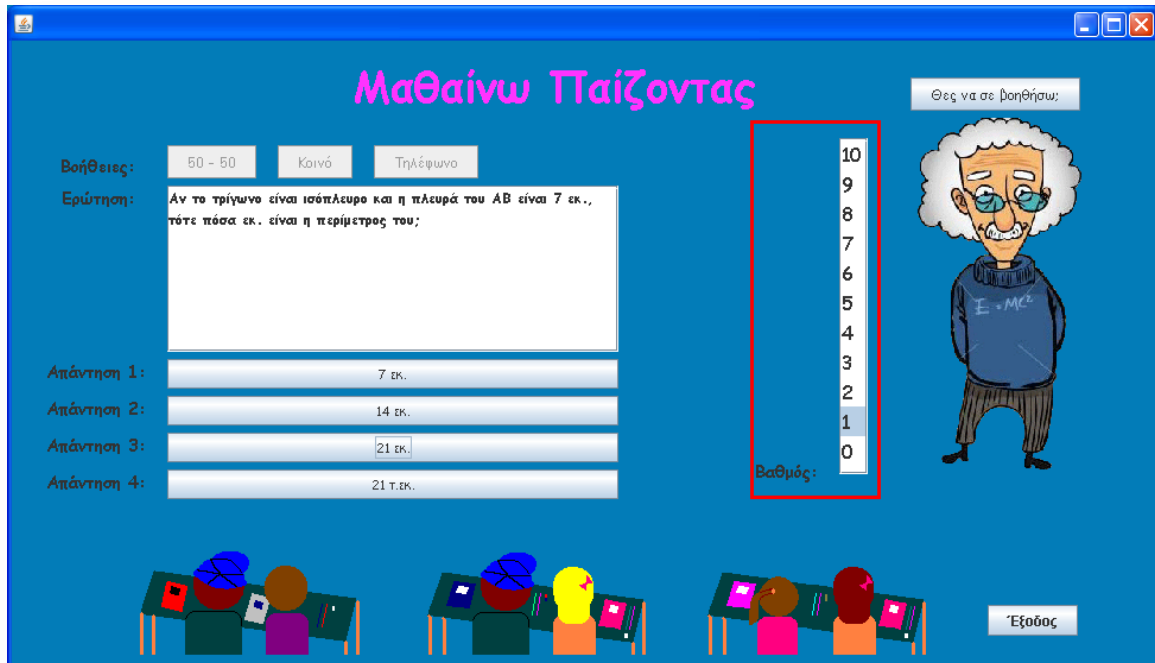 Μαθαίνω Παίζοντας
Θες να σε βοηθήσω;
Βοήθειες:
50 - 50
Κοινό
Τηλέφωνο
Ερώτηση:
Αν το τρίγωνο είναι ισόπλευρο και η πλευρά του ΑΒ είναι 7 εκ.,
τότε πόσα εκ. είναι η περίμετρος του;
Απάντηση 1:
7 εκ.
Απάντηση 2:
14 εκ.
Απάντηση 3:
21 εκ.
Απάντηση 4:
21 τ.εκ.
10
9
8
7
6
5
4
3
2
1
0
Βαθμός:
E = MC²
Έξοδος